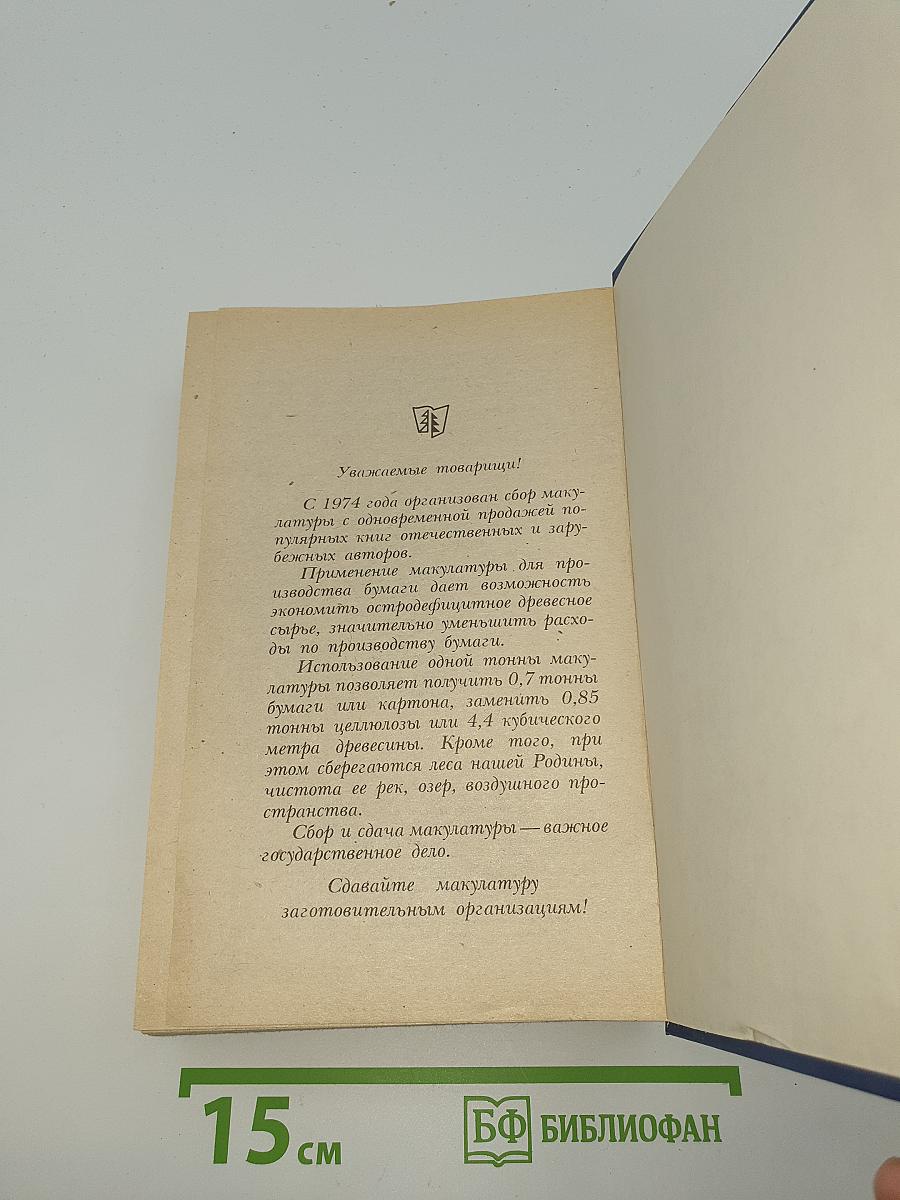 Уважаемые товарищи!
С 1974 года организован сбор маку-
латуры с одновременной продажей по-
пулярных книг отечественных и зару-
бежных авторов.
Применение макулатуры для про-
изводства бумаги дает возможность
экономить остродефицитное древесное
сырье, значительно уменьшить расхо-
ды по производству бумаги.
Использование одной тонны маку-
латуры позволяет получить 0,7 тонны
бумаги или картона, заменить 0,85
тонны целлюлозы или 4,4 кубического
метра древесины. Кроме того, при
этом сберегаются леса нашей Родины,
чистота ее рек, озер, воздушного про-
странства.
Сбор и сдача макулатуры — важное
государственное дело.
Сдавайте макулатуру
заготовительным организациям!
15 см
БФ БИБЛИОФАН